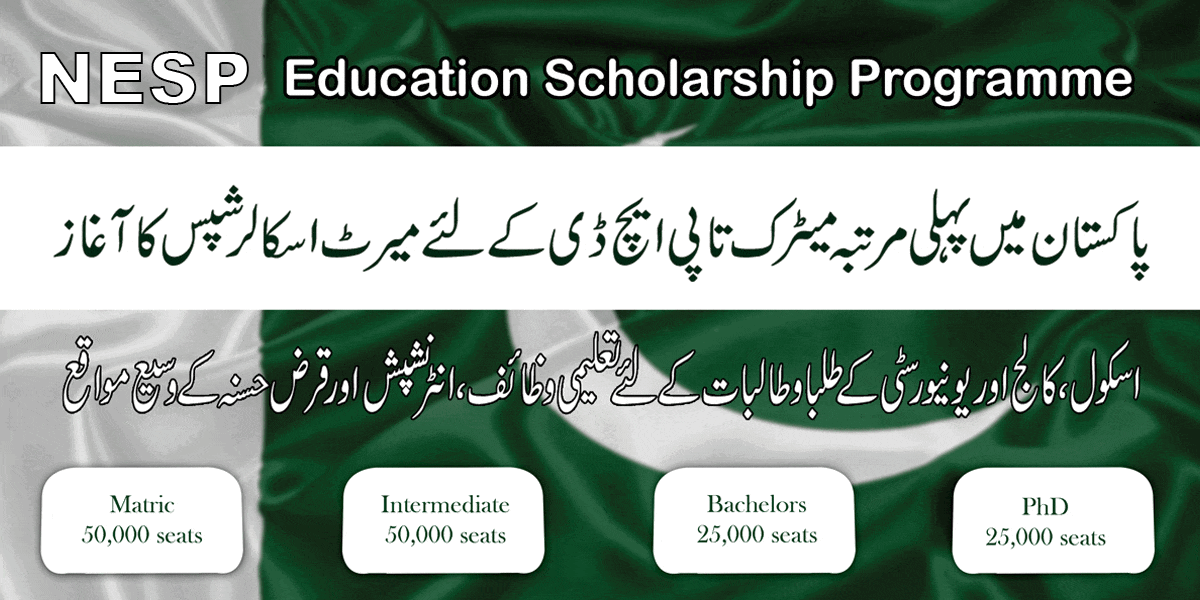 NESP Education Scholarship Programme
پاکستان میں پہلی مرتبہ میٹرک تا پی ایچ ڈی کے لئے میرٹ اسکالرشپس کا آغاز
اسکول، کالج اور یونیورسٹی کے طلبا و طالبات کے لئے تعلیمی وظائف، انٹرنشپش اور قرض حسنہ کے وسیع مواقع
Matric
50,000 seats
Intermediate
50,000 seats
Bachelors
25,000 seats
PhD
25,000 seats